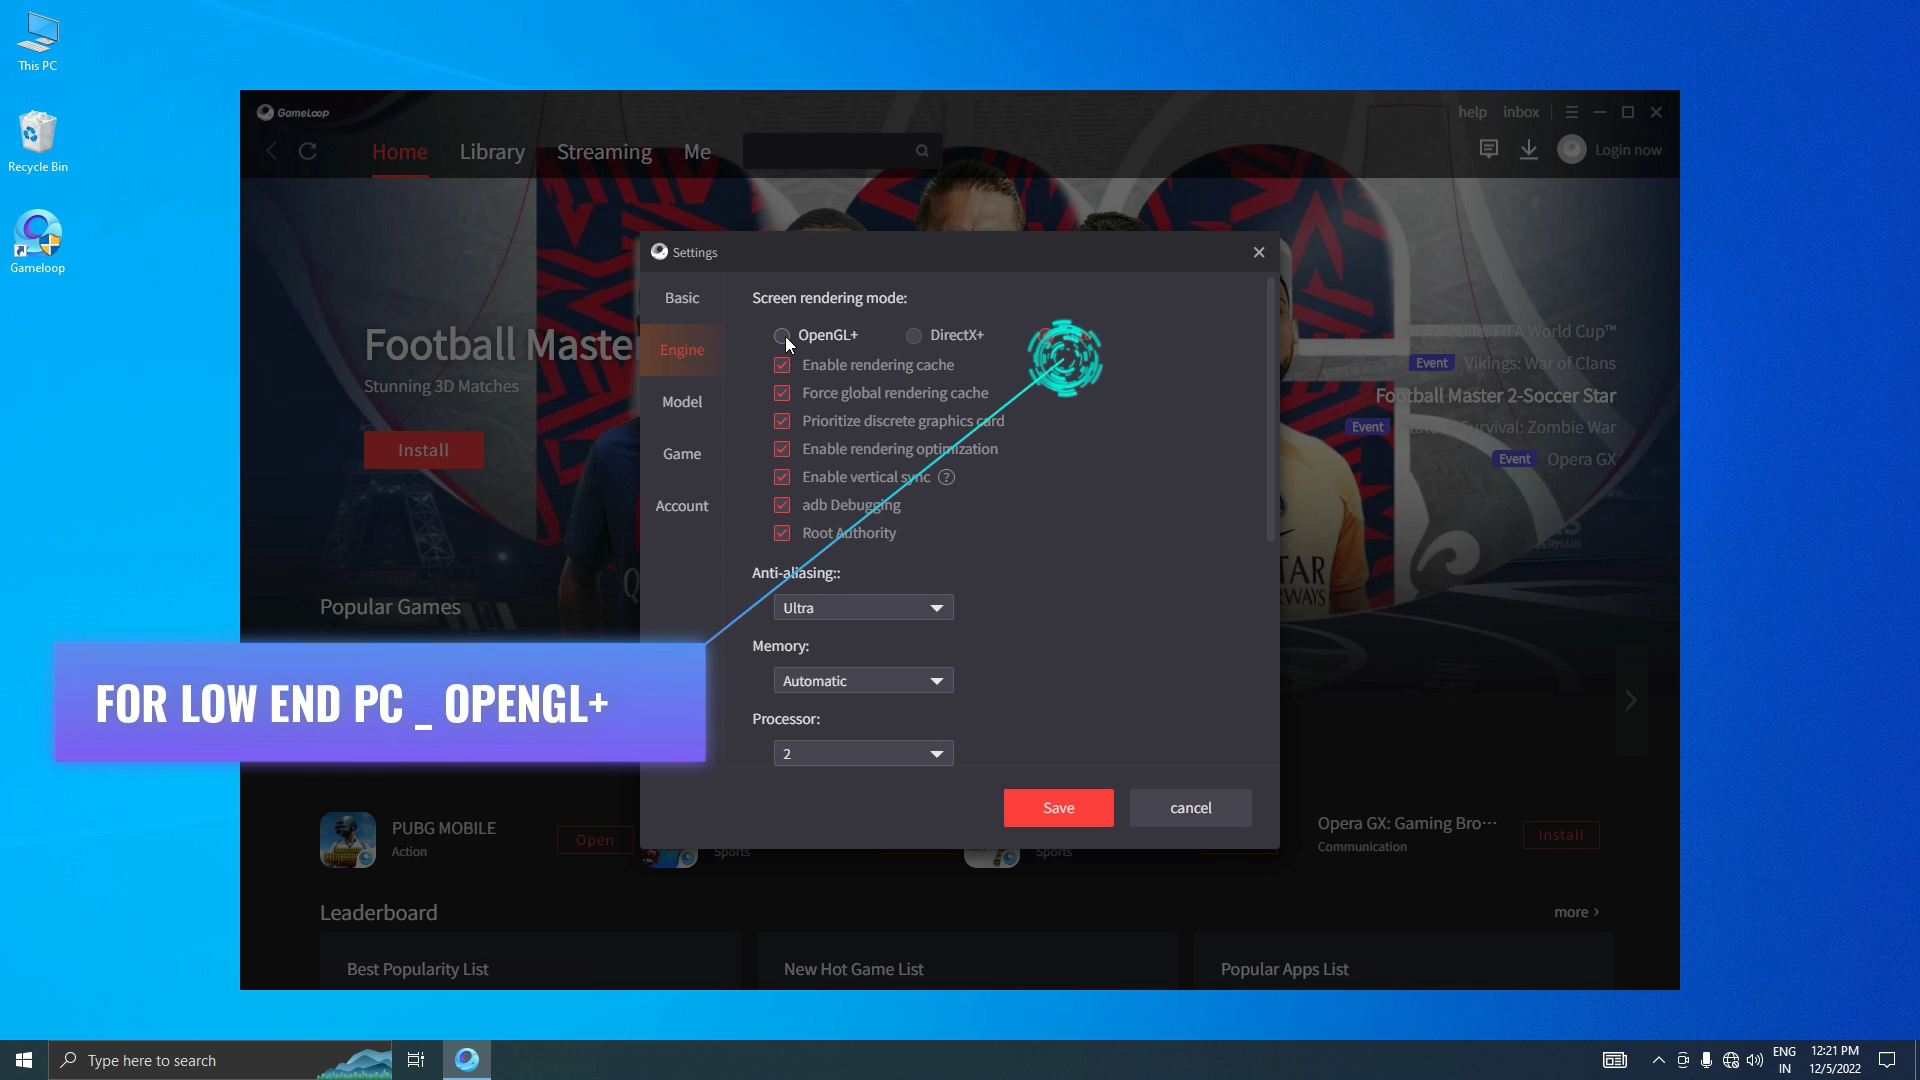 This PC
Recycle Bin
Gameloop
GameLoop
help inbox
Home Library Streaming Me
Login now
Football Maste
Stunning 3D Matches
Install
Popular Games
Settings
Basic
Engine
Model
Game
Account
Screen rendering mode:
OpenGL+ DirectX+
Enable rendering cache
Force global rendering cache
Prioritize discrete graphics card
Enable rendering optimization
Enable vertical sync ?
adb Debugging
Root Authority
Anti-aliasing::
Ultra
Memory:
Automatic
Processor:
2
Save cancel
Mobile: FIFA World Cup™
Event Vikings: War of Clans
Football Master 2-Soccer Star
Event of Survival: Zombie War
Event Opera GX
FOR LOW END PC _ OPENGL+
PUBG MOBILE
Action
Open
Sports
Sports
Opera GX: Gaming Bro···
Communication
Install
Leaderboard
more
Best Popularity List
New Hot Game List
Popular Apps List
Type here to search
ENG
IN
12:21 PM
12/5/2022